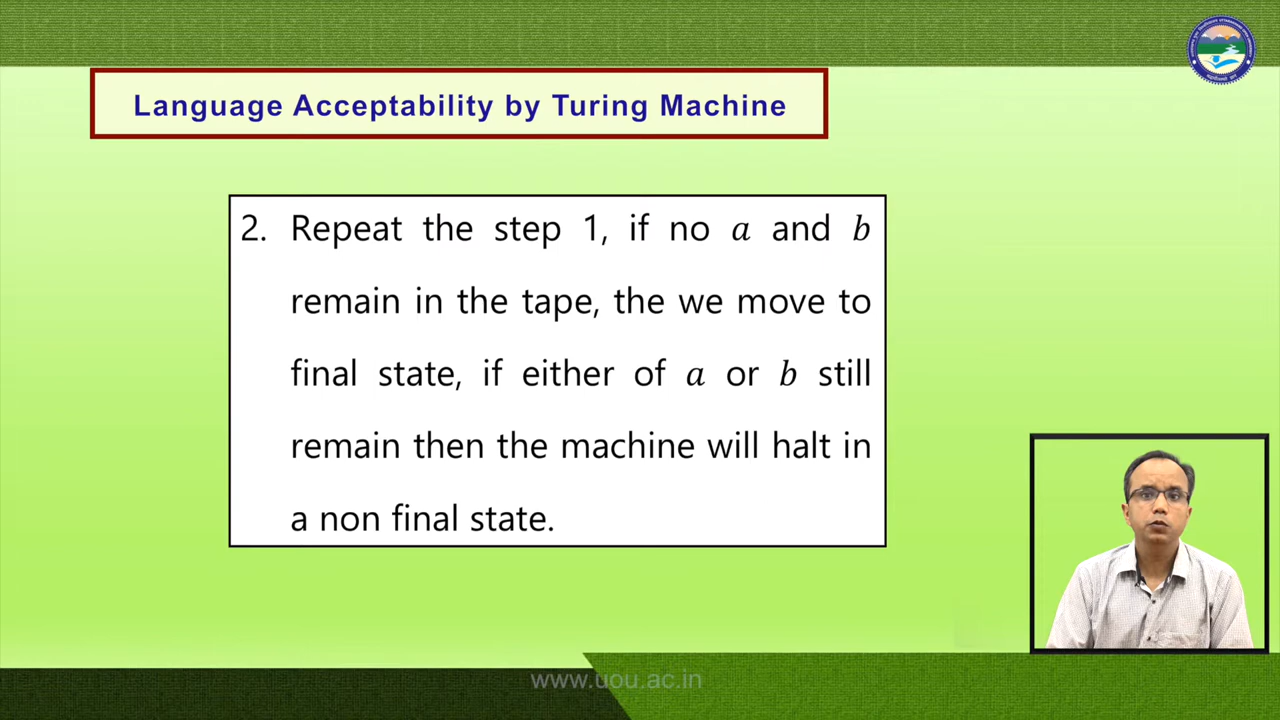 Language Acceptability by Turing Machine
2. Repeat the step 1, if no a and b
remain in the tape, the we move to
final state, if either of a or b still
remain then the machine will halt in
a non final state.
www.uou.ac.in